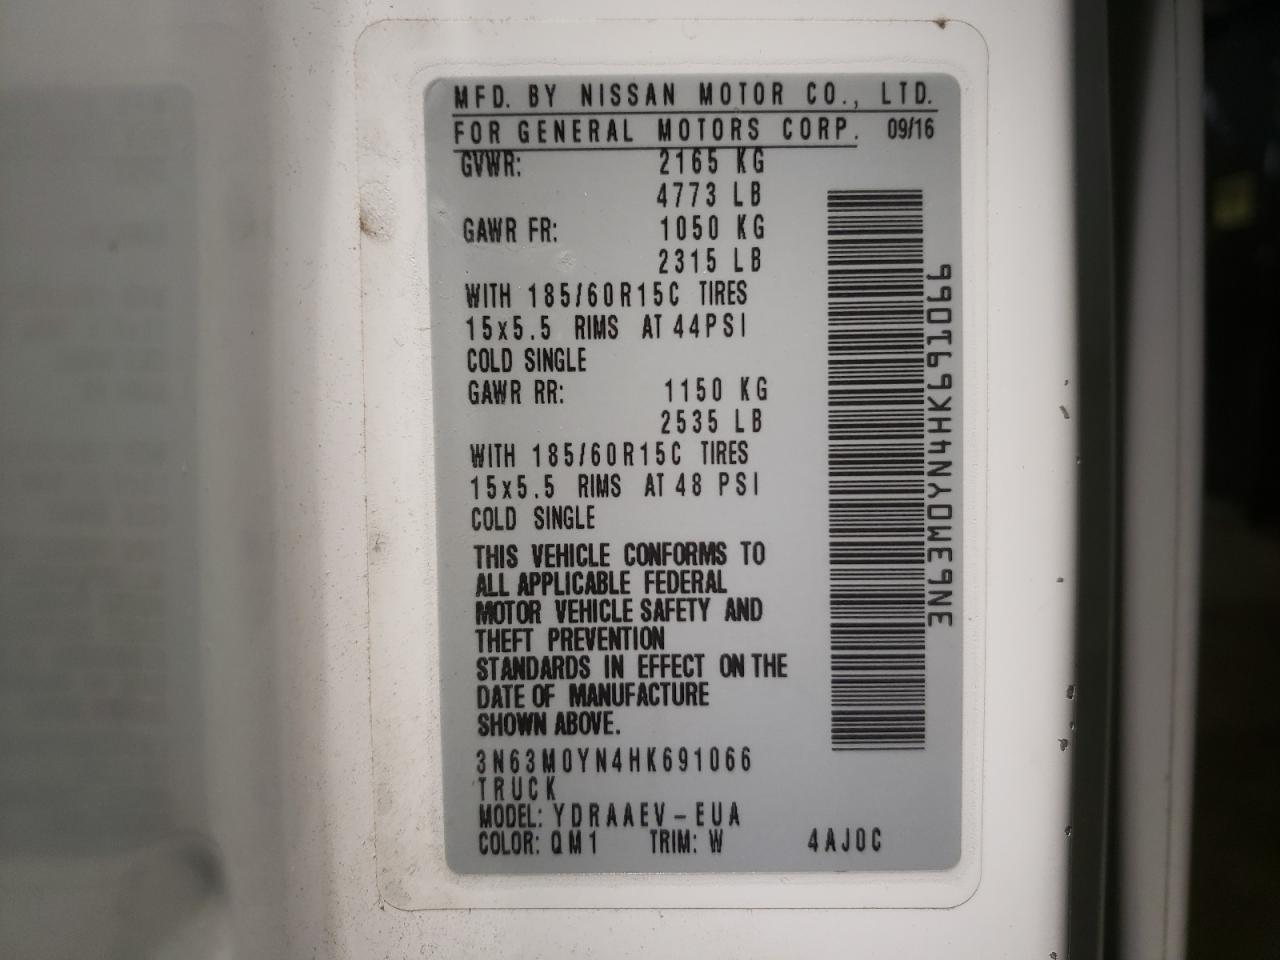 MFD. BY NISSAN MOTOR CO., LTD.
FOR GENERAL MOTORS CORP. 09/16
GVWR: 2165 KG
4773 LB
GAWR FR: 1050 KG
2315 LB
WITH 185/60R15C TIRES
15x5.5 RIMS AT 44PSI
COLD SINGLE
GAWR RR: 1150 KG
2535 LB
WITH 185/60R15C TIRES
15x5.5 RIMS AT 48 PSI
COLD SINGLE
THIS VEHICLE CONFORMS TO
ALL APPLICABLE FEDERAL
MOTOR VEHICLE SAFETY AND
THEFT PREVENTION
STANDARDS IN EFFECT ON THE
DATE OF MANUFACTURE
SHOWN ABOVE.
3N63M0YN4HK691066
TRUCK
MODEL: YDRAAEV-EUA
COLOR: QM1 TRIM: W 4AJ0C
3N63M0YN4HK691066